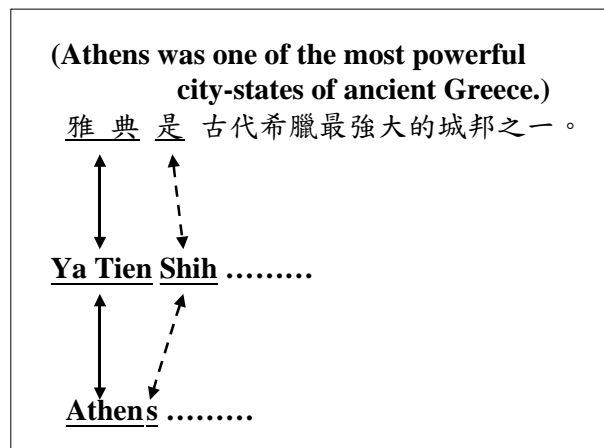 (Athens was one of the most powerful
city-states of ancient Greece.)
雅 典 是 古代希臘最強大的城邦之一。
Ya Tien Shih .........
Athens .........